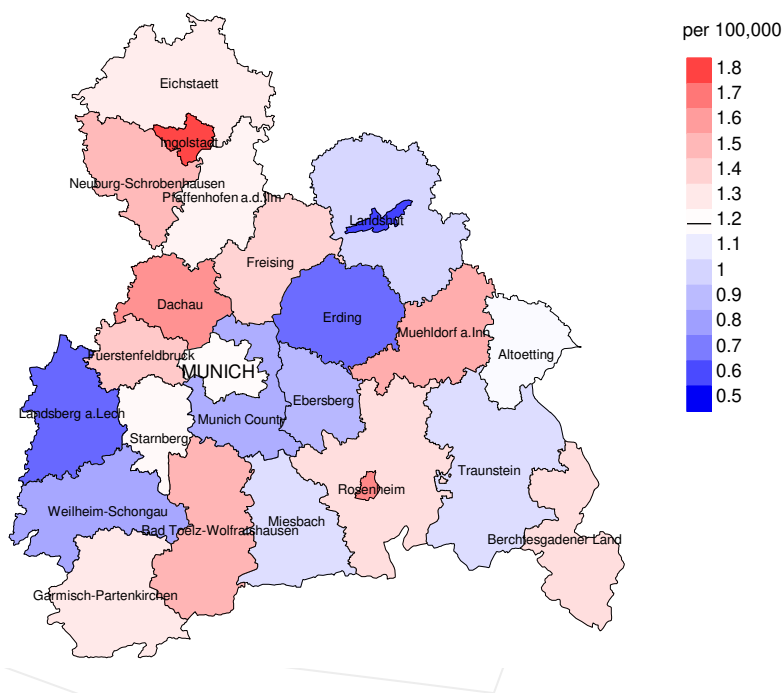 per 100,000
1.8
1.7
1.6
1.5
1.4
1.3
1.2
1.1
1
0.9
0.8
0.7
0.6
0.5
Eichstaett
Ingolstadt
Neuburg-Schrobenhausen
Pfaffenhofen a.d.Ilm
Landshut
Freising
Dachau
Erding
Muehldorf a.Inn
Altoetting
Fuerstenfeldbruck
MUNICH
Ebersberg
Landsberg a.Lech
Munich County
Starnberg
Traunstein
Rosenheim
Weilheim-Schongau
Miesbach
Bad Toelz-Wolfratshausen
Berchtesgadener Land
Garmisch-Partenkirchen